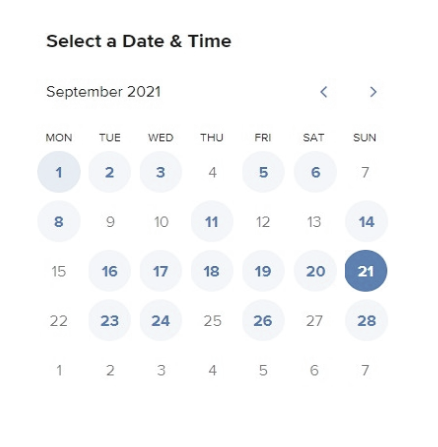 Select a Date & Time
September 2021
MON TUE WED THU FRI SAT SUN
1 2 3 4 5 6 7
8 9 10 11 12 13 14
15 16 17 18 19 20 21
22 23 24 25 26 27 28
1 2 3 4 5 6 7